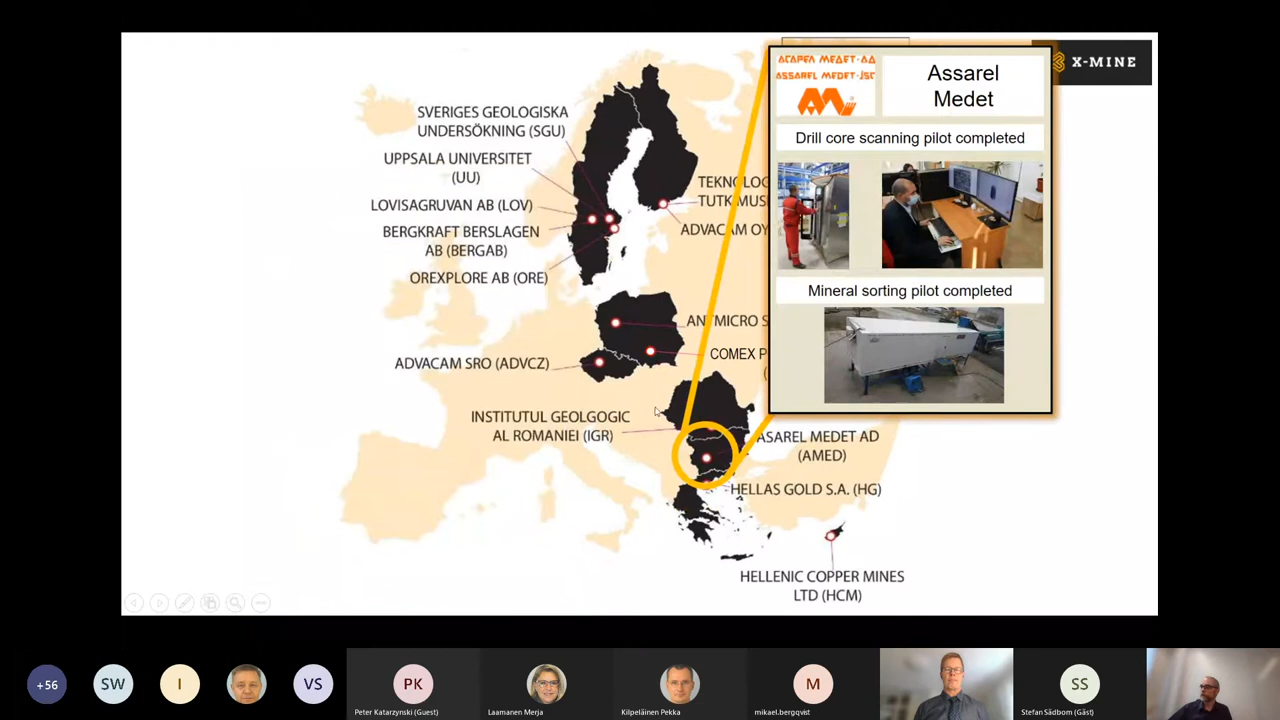 SVERIGES GEOLOGISKA
UNDERSÖKNING (SGU)
UPPSALA UNIVERSITET
(UU)
LOVISAGRUVAN AB (LOV)
BERGKRAFT BERSLAGEN
AB (BERGAB)
OREXPLORE AB (ORE)
ADVACAM SRO (ADVCZ)
INSTITUTUL GEOLGOGIC
AL ROMANIEI (IGR)
TEKNOLOG
TUTKIMUS
ADVACAM OY
ANTMICRO S
COMEX P
(
АСАРЕЛ МЕДЕТ-АД
ASSAREL MEDET-JSC
Assarel
Medet
X-MINE
Drill core scanning pilot completed
Mineral sorting pilot completed
ASAREL MEDET AD
(AMED)
HELLAS GOLD S.A. (HG)
HELLENIC COPPER MINES
LTD (HCM)
+56
SW
I
VS
PK
Peter Katarzynski (Guest)
Laamanen Merja
Kilpeläinen Pekka
M
mikael.bergqvist
SS
Stefan Sädbom (Gäst)